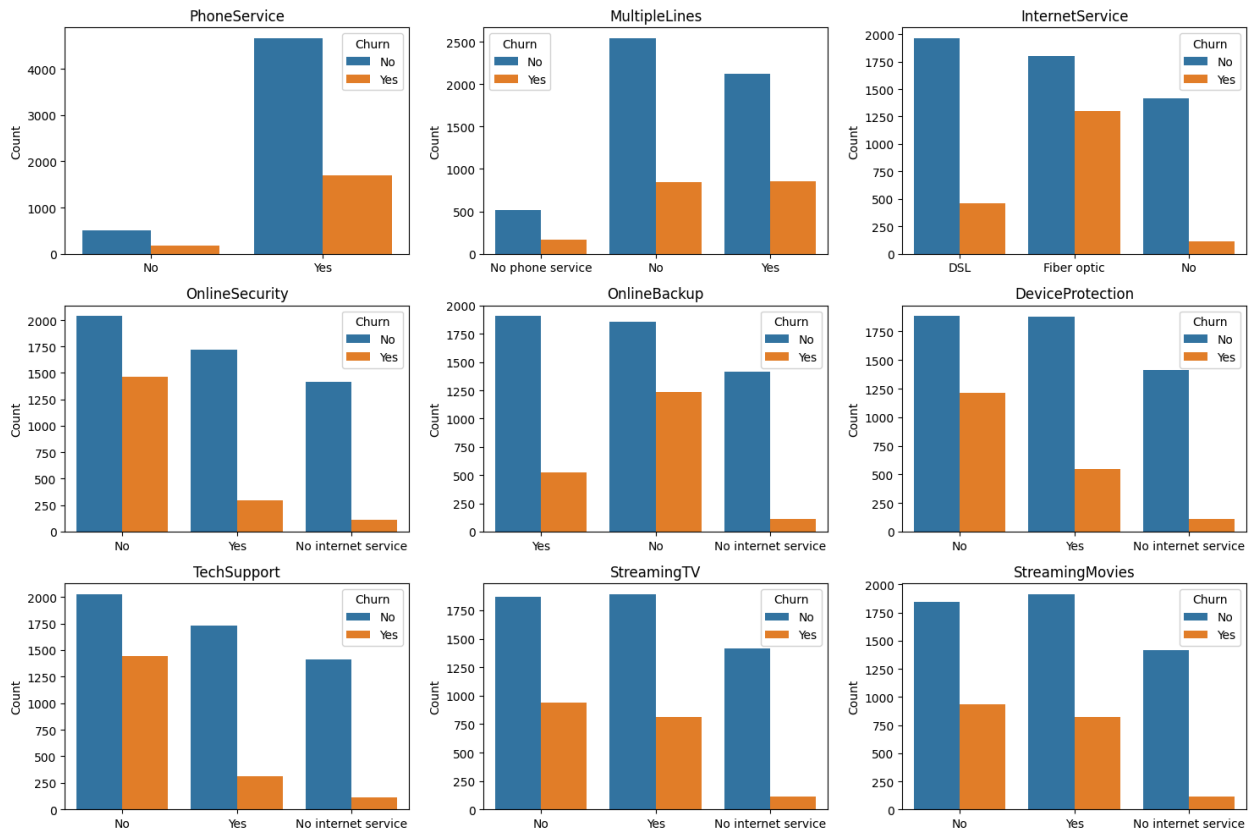 PhoneService
Count
4000
3000
2000
1000
0
No
Yes
Churn
No
Yes
MultipleLines
Count
2500
2000
1500
1000
500
0
No phone service
No
Yes
Churn
No
Yes
InternetService
Count
2000
1750
1500
1250
1000
750
500
250
0
DSL
Fiber optic
No
Churn
No
Yes
OnlineSecurity
Count
2000
1750
1500
1250
1000
750
500
250
0
No
Yes
No internet service
Churn
No
Yes
OnlineBackup
Count
2000
1750
1500
1250
1000
750
500
250
0
Yes
No
No internet service
Churn
No
Yes
DeviceProtection
Count
1750
1500
1250
1000
750
500
250
0
No
Yes
No internet service
Churn
No
Yes
TechSupport
Count
2000
1750
1500
1250
1000
750
500
250
0
No
Yes
No internet service
Churn
No
Yes
StreamingTV
Count
1750
1500
1250
1000
750
500
250
0
No
Yes
No internet service
Churn
No
Yes
StreamingMovies
Count
2000
1750
1500
1250
1000
750
500
250
0
No
Yes
No internet service
Churn
No
Yes